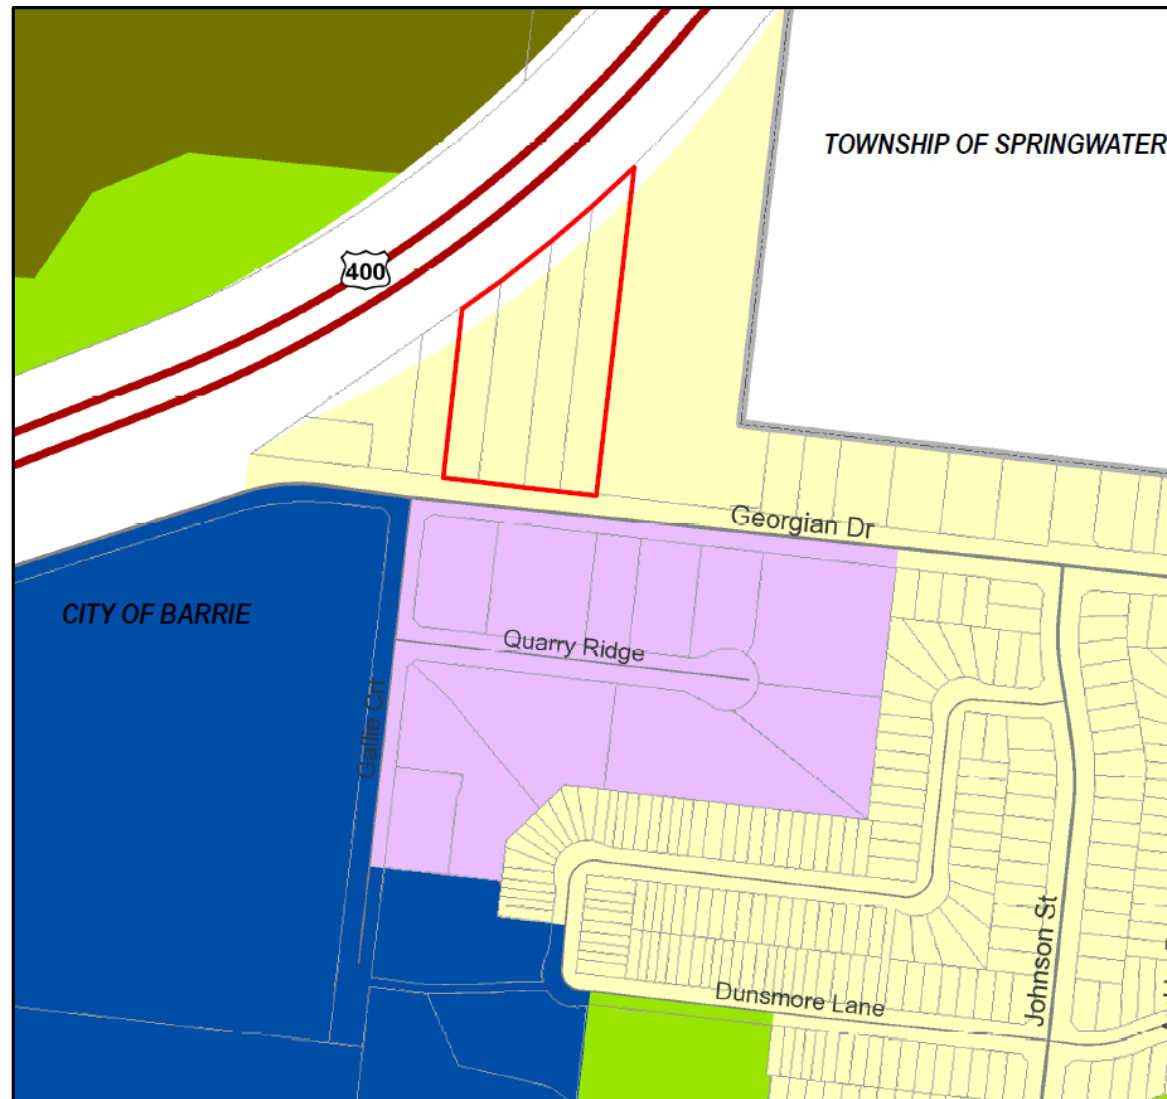 TOWNSHIP OF SPRINGWATER
400
Georgian Dr
CITY OF BARRIE
Quarry Ridge
Gallie Crt
Johnson St
Dunsmore Lane